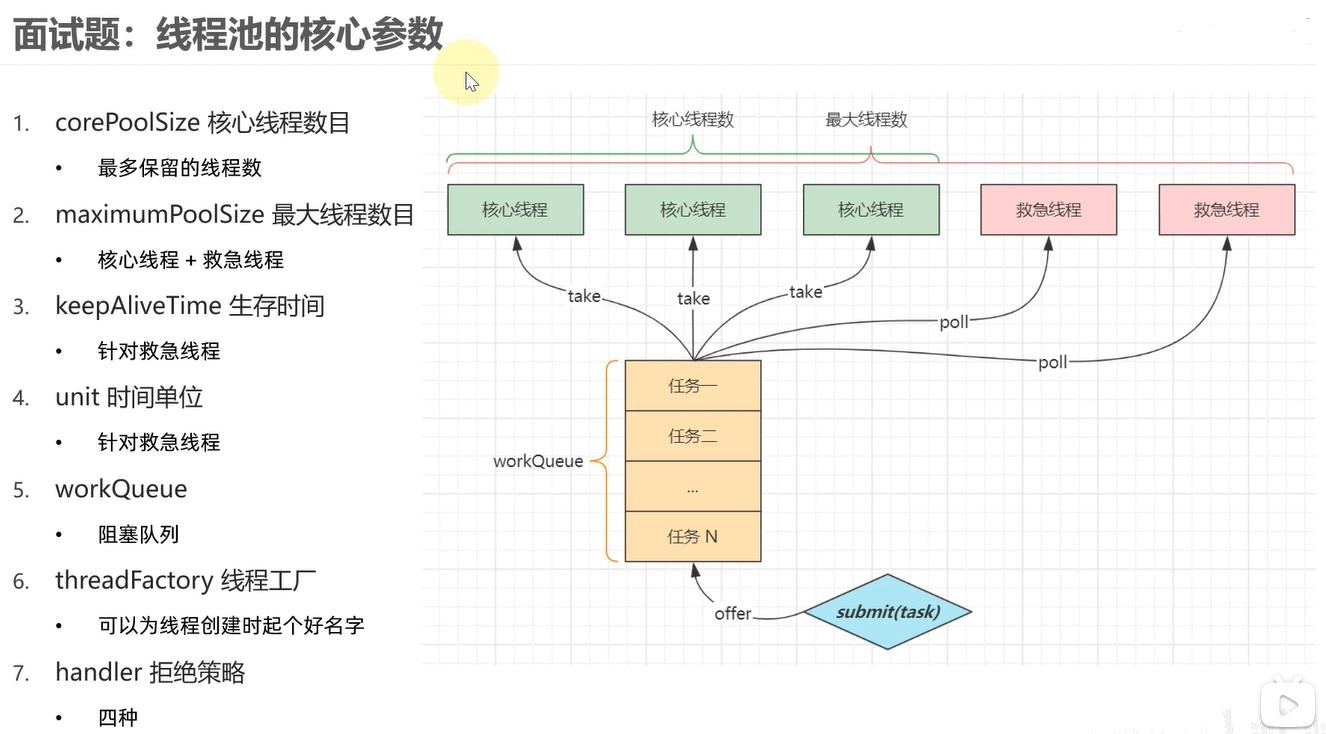 面试题：线程池的核心参数
1. corePoolSize 核心线程数目
• 最多保留的线程数
2. maximumPoolSize 最大线程数目
• 核心线程 + 救急线程
3. keepAliveTime 生存时间
• 针对救急线程
4. unit 时间单位
• 针对救急线程
5. workQueue
• 阻塞队列
6. threadFactory 线程工厂
• 可以为线程创建时起个好名字
7. handler 拒绝策略
• 四种
核心线程数
最大线程数
核心线程
核心线程
核心线程
救急线程
救急线程
take
take
take
poll
poll
任务一
任务二
...
任务 N
workQueue
offer
submit(task)